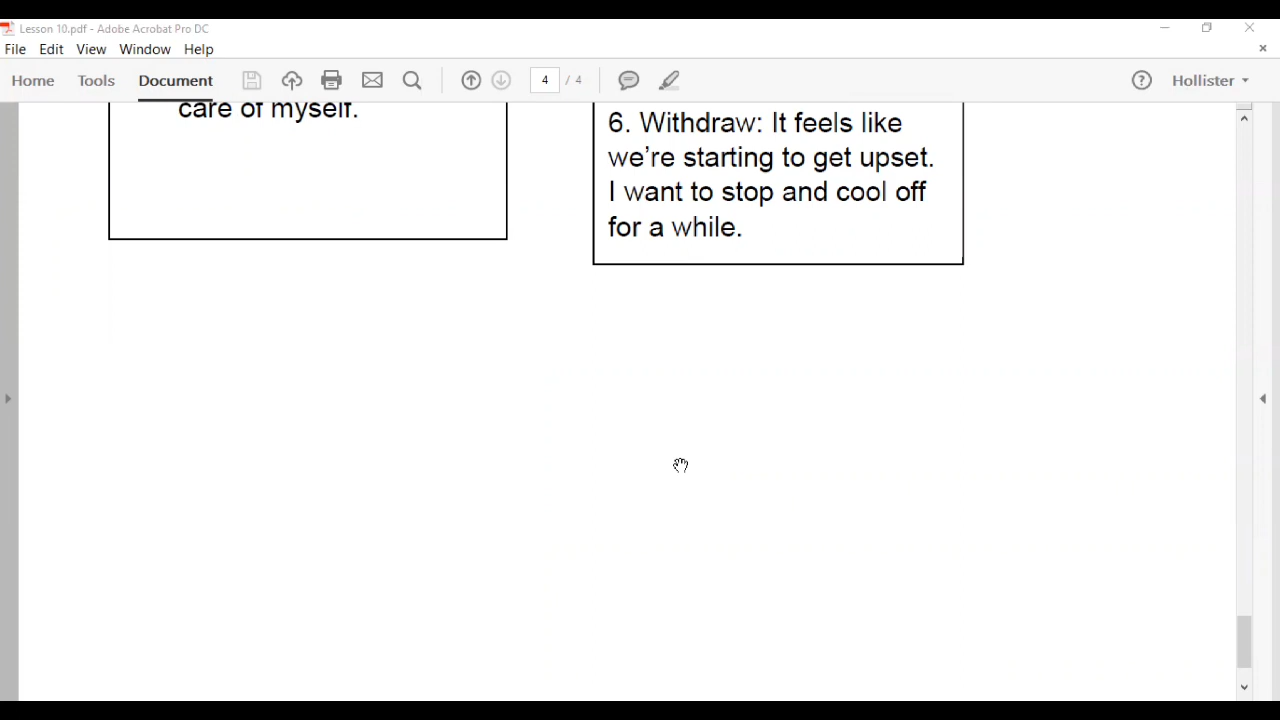 Lesson 10.pdf - Adobe Acrobat Pro DC
File Edit View Window Help
Home Tools Document 4 / 4 Hollister
care of myself.
6. Withdraw: It feels like
we’re starting to get upset.
I want to stop and cool off
for a while.